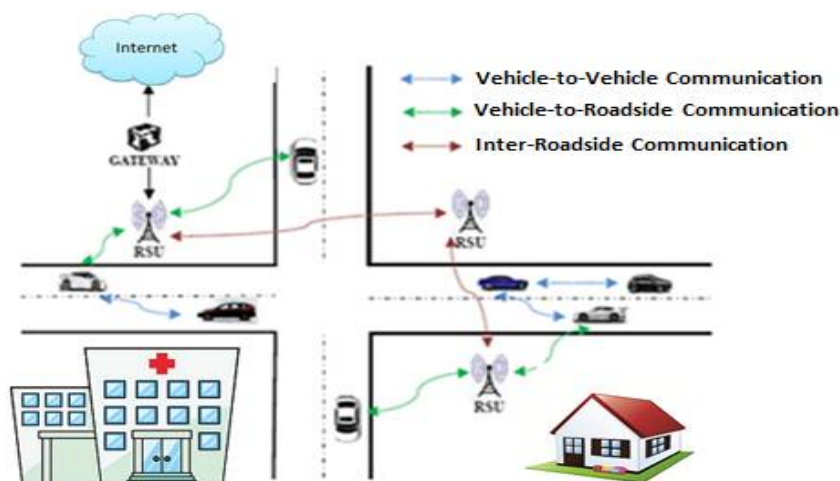 Internet
Vehicle-to-Vehicle Communication
Vehicle-to-Roadside Communication
Inter-Roadside Communication
GATEWAY
RSU
RSU
RSU